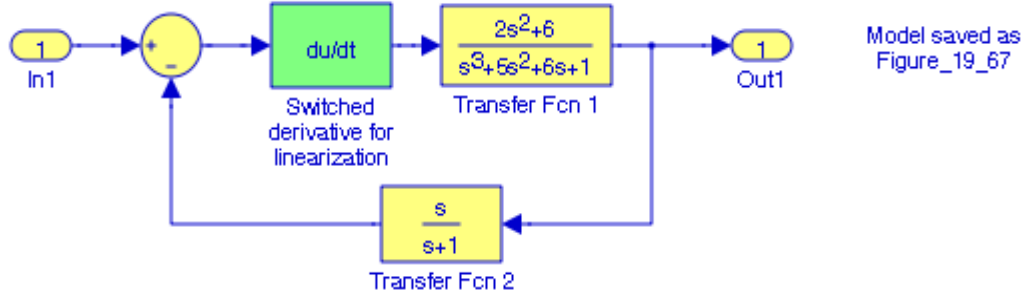 1
In1
+
−
du/dt
Switched
derivative for
linearization
2s²+6
s³+5s²+6s+1
Transfer Fcn 1
1
Out1
Model saved as
Figure_19_67
s
s+1
Transfer Fcn 2